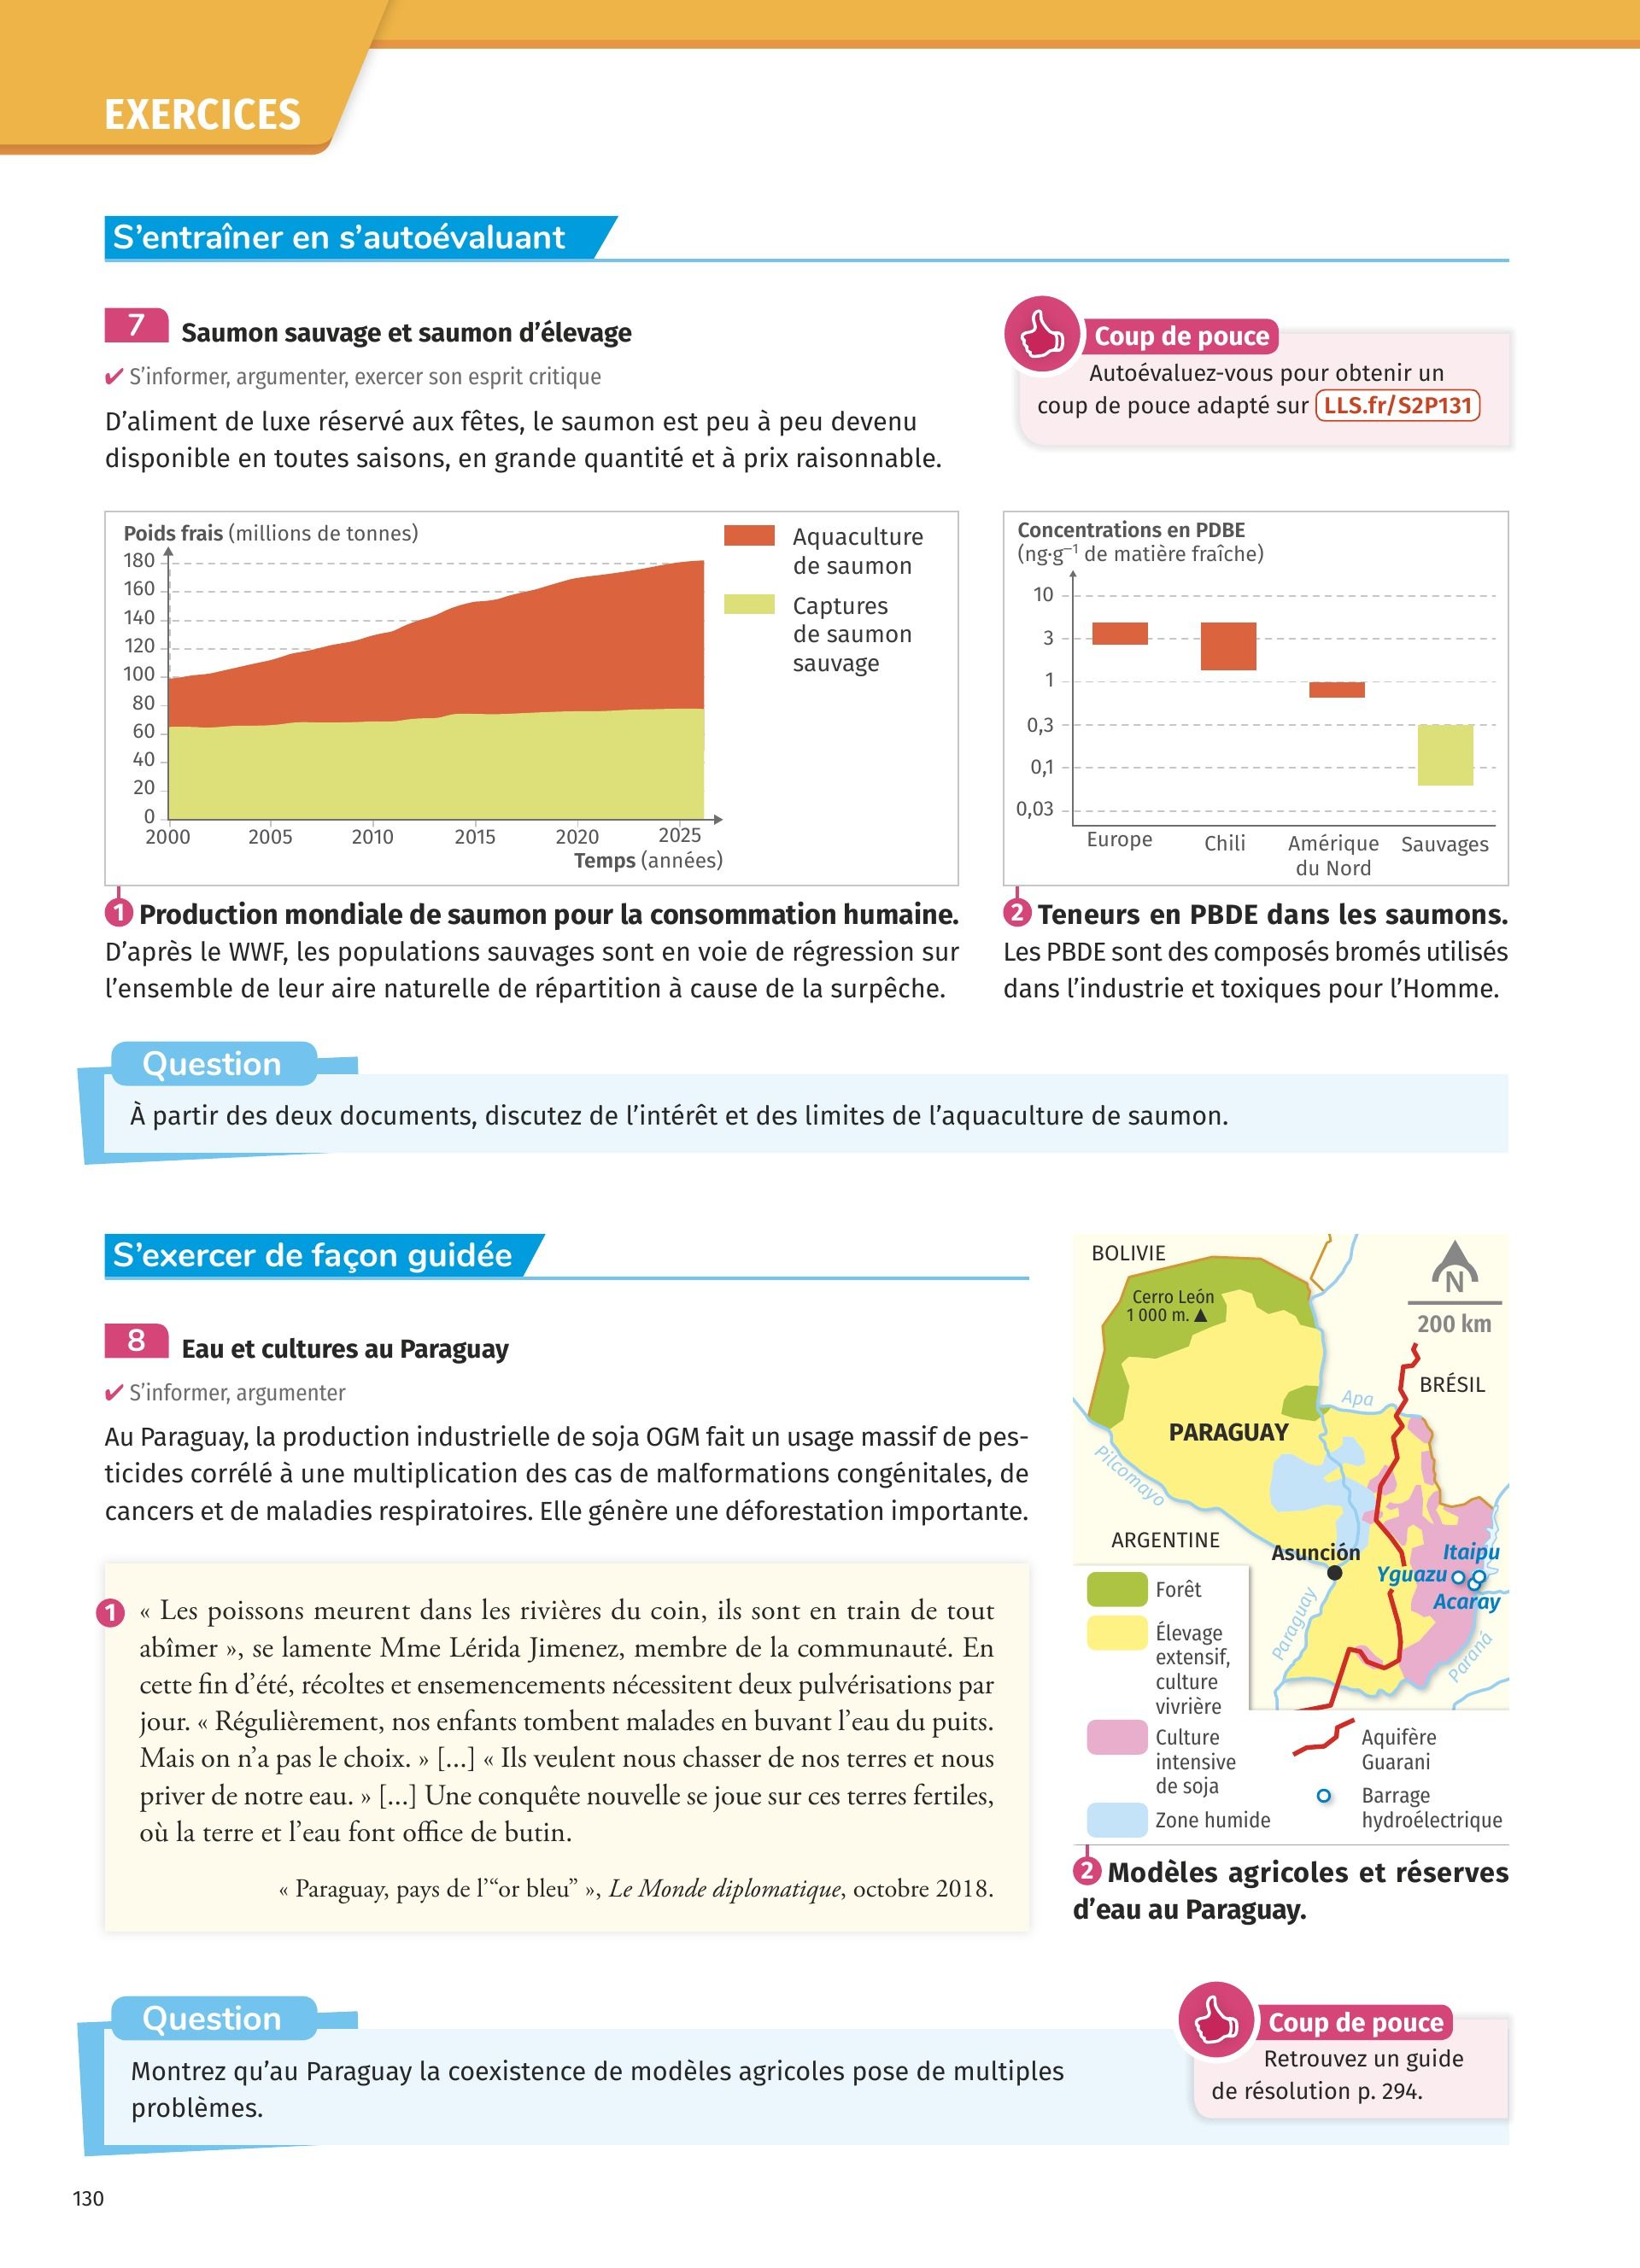 EXERCICES
S'entraîner en s'autoévaluant
7 Saumon sauvage et saumon d'élevage
✔ S'informer, argumenter, exercer son esprit critique
D'aliment de luxe réservé aux fêtes, le saumon est peu à peu devenu
disponible en toutes saisons, en grande quantité et à prix raisonnable.
Coup de pouce
Autoévaluez-vous pour obtenir un
coup de pouce adapté sur LLS.fr/S2P131
Poids frais (millions de tonnes)
180
160
140
120
100
80
60
40
20
0
2000 2005 2010 2015 2020 2025
Temps (années)
Aquaculture
de saumon
Captures
de saumon
sauvage
1 Production mondiale de saumon pour la consommation humaine.
D'après le WWF, les populations sauvages sont en voie de régression sur
l'ensemble de leur aire naturelle de répartition à cause de la surpêche.
Concentrations en PDBE
(ng·g⁻¹ de matière fraîche)
10
3
1
0,3
0,1
0,03
Europe Chili Amérique Sauvages
du Nord
2 Teneurs en PBDE dans les saumons.
Les PBDE sont des composés bromés utilisés
dans l'industrie et toxiques pour l'Homme.
Question
À partir des deux documents, discutez de l'intérêt et des limites de l'aquaculture de saumon.
S'exercer de façon guidée
8 Eau et cultures au Paraguay
✔ S'informer, argumenter
Au Paraguay, la production industrielle de soja OGM fait un usage massif de pes-
ticides corrélé à une multiplication des cas de malformations congénitales, de
cancers et de maladies respiratoires. Elle génère une déforestation importante.
1 « Les poissons meurent dans les rivières du coin, ils sont en train de tout
abîmer », se lamente Mme Lérida Jimenez, membre de la communauté. En
cette fin d'été, récoltes et ensemencements nécessitent deux pulvérisations par
jour. « Régulièrement, nos enfants tombent malades en buvant l'eau du puits.
Mais on n'a pas le choix. » [...] « Ils veulent nous chasser de nos terres et nous
priver de notre eau. » [...] Une conquête nouvelle se joue sur ces terres fertiles,
où la terre et l'eau font office de butin.
« Paraguay, pays de l'“or bleu” », Le Monde diplomatique, octobre 2018.
BOLIVIE
N
200 km
Cerro León
1 000 m. ▲
BRÉSIL
Apa
PARAGUAY
Pilcomayo
ARGENTINE
Asunción
Itaipu
Yguazu
Acaray
Paraguay
Paraná
Forêt
Élevage
extensif,
culture
vivrière
Culture
intensive
de soja
Zone humide
Aquifère
Guarani
Barrage
hydroélectrique
2 Modèles agricoles et réserves
d'eau au Paraguay.
Question
Montrez qu'au Paraguay la coexistence de modèles agricoles pose de multiples
problèmes.
Coup de pouce
Retrouvez un guide
de résolution p. 294.
130